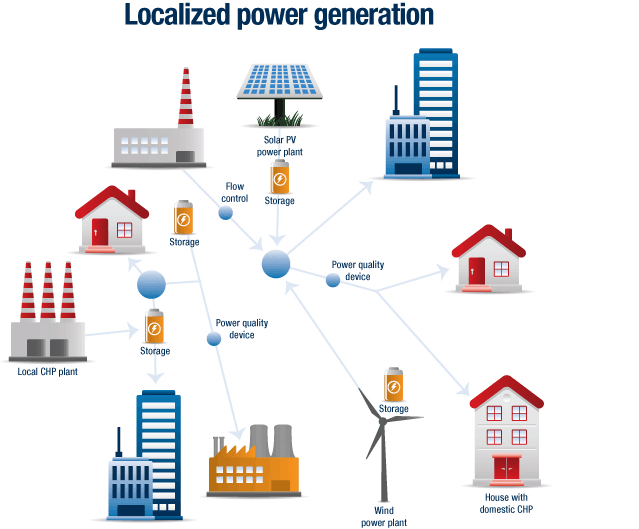 Localized power generation
Solar PV
power plant
Flow
control
Storage
Storage
Power quality
device
Power quality
device
Storage
Local CHP plant
Storage
Wind
power plant
House with
domestic CHP